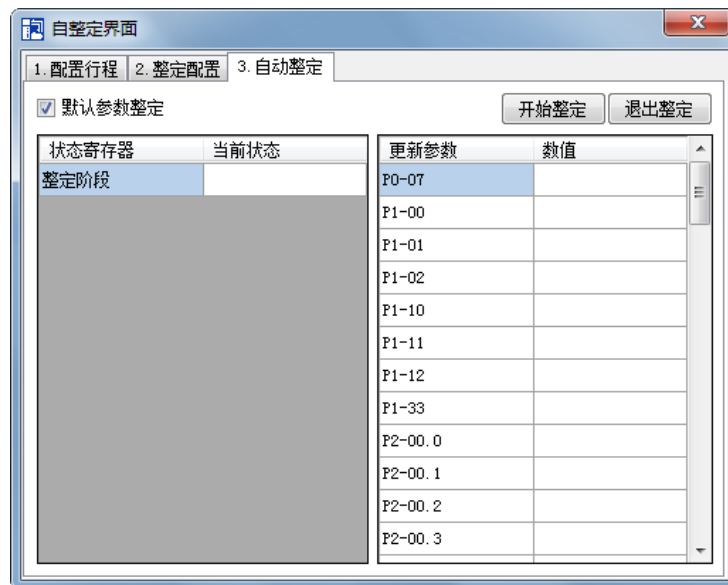 自整定界面
1.配置行程 2.整定配置 3.自动整定
默认参数整定 开始整定 退出整定
状态寄存器 当前状态 更新参数 数值
整定阶段 P0-07
P1-00
P1-01
P1-02
P1-10
P1-11
P1-12
P1-33
P2-00.0
P2-00.1
P2-00.2
P2-00.3